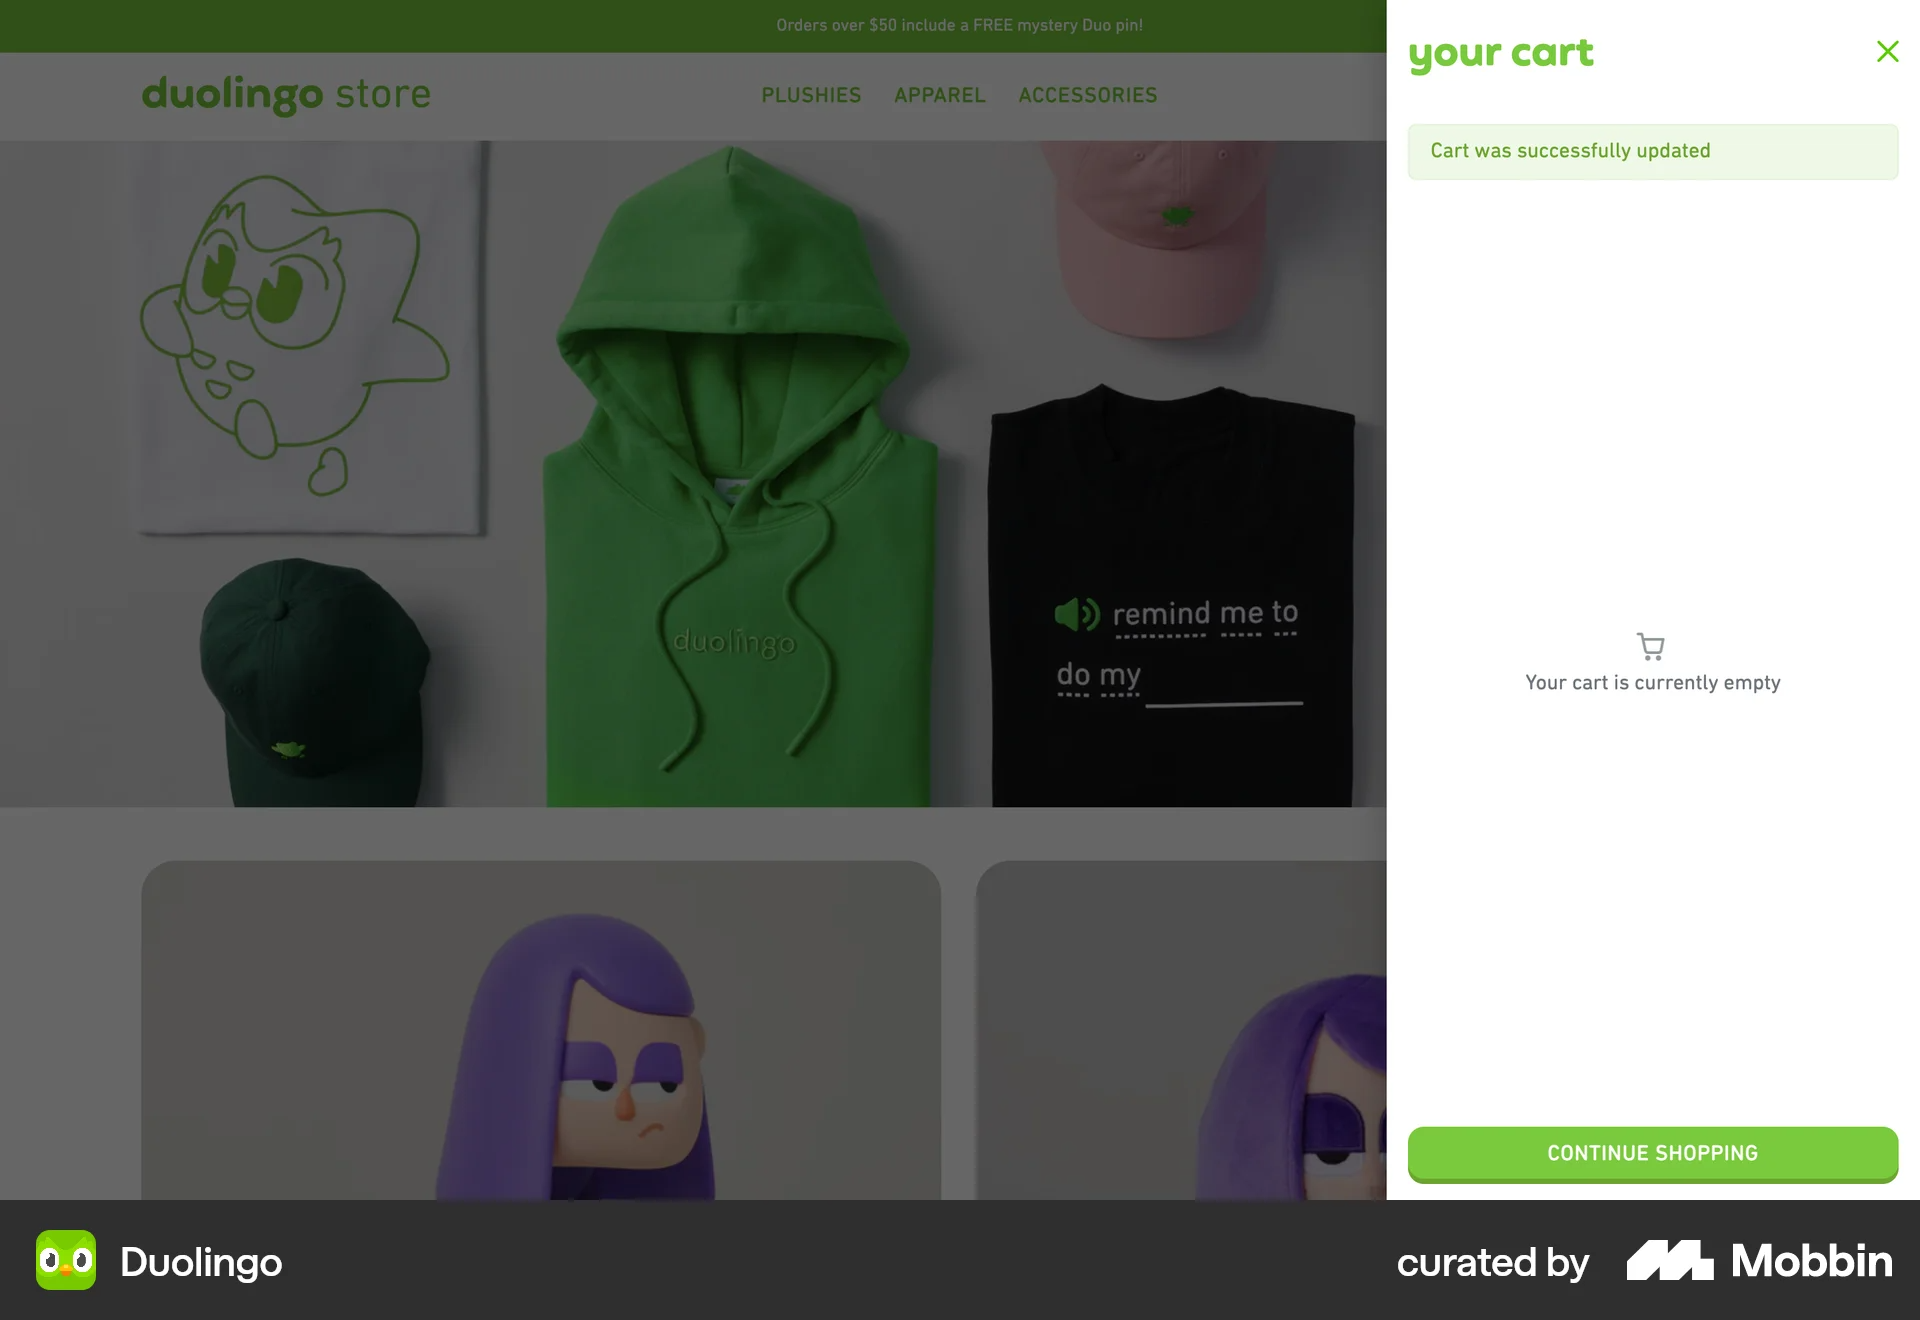 Orders over $50 include a FREE mystery Duo pin!
duolingo store
PLUSHIES APPAREL ACCESSORIES
duolingo
remind me to
do my
your cart
Cart was successfully updated
Your cart is currently empty
CONTINUE SHOPPING
Duolingo
curated by Mobbin